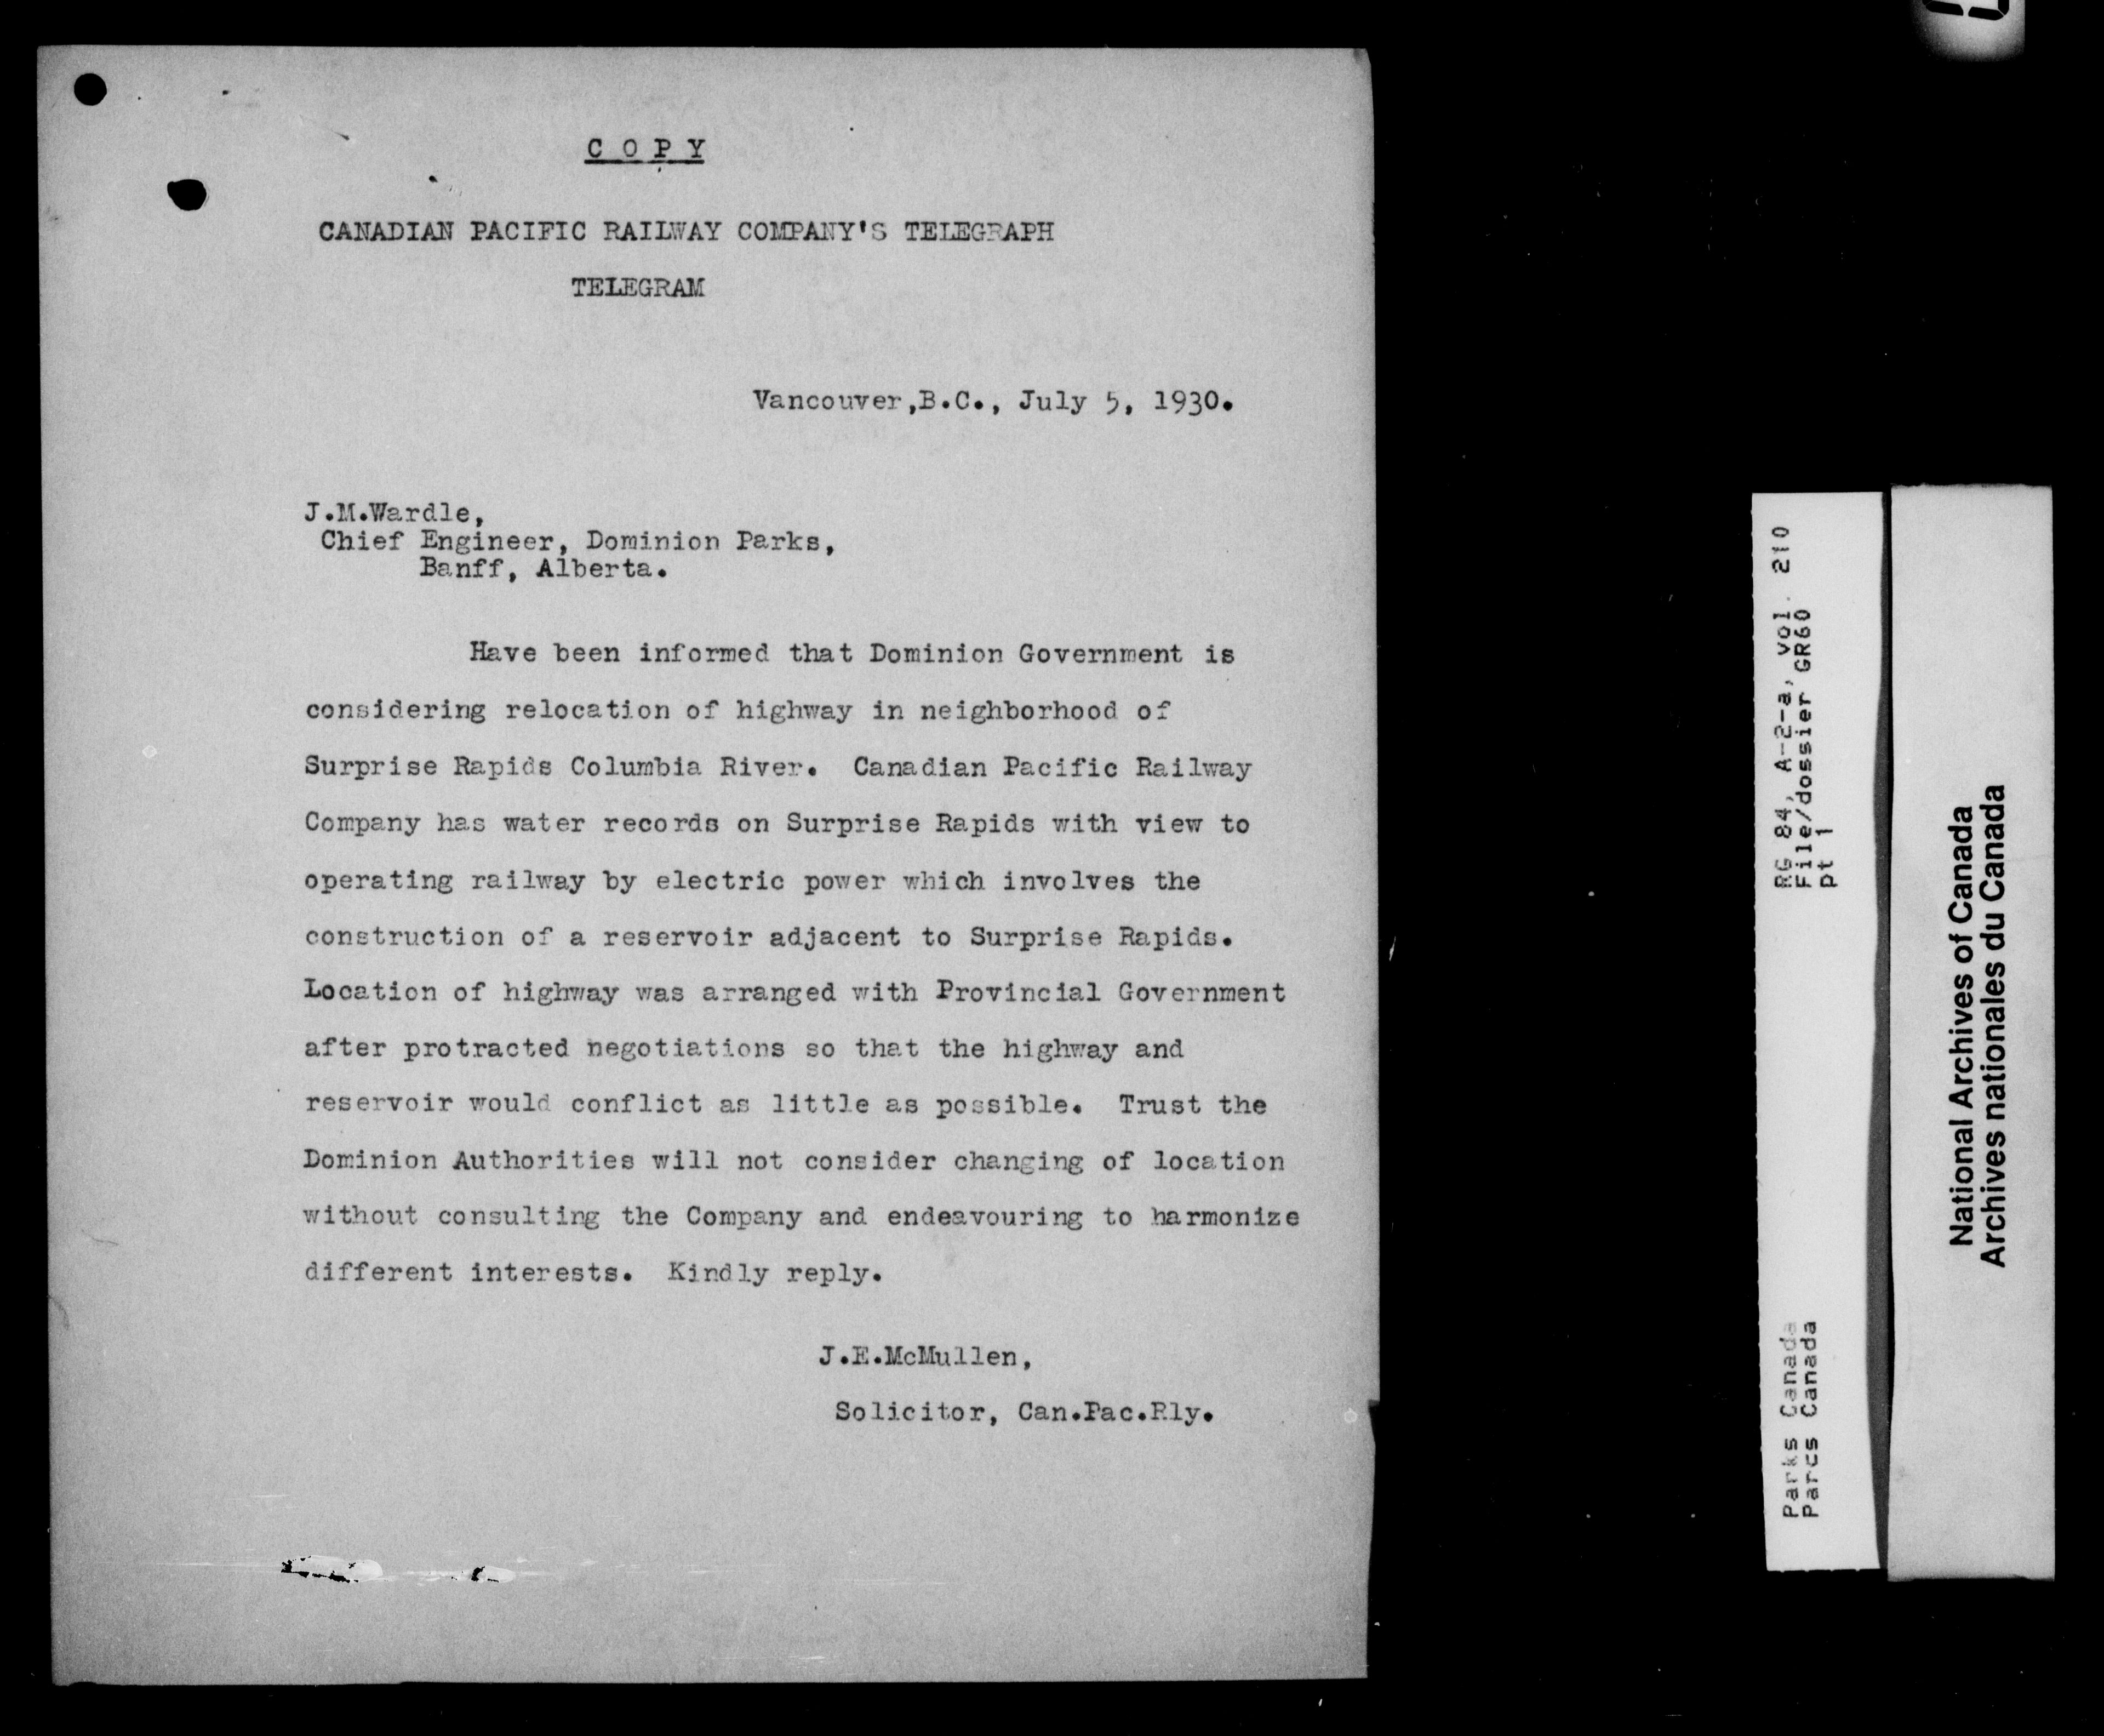 C O P Y
CANADIAN PACIFIC RAILWAY COMPANY'S TELEGRAPH
TELEGRAM
Vancouver,B.C., July 5, 1930.
J.M.Wardle,
Chief Engineer, Dominion Parks,
Banff, Alberta.
Have been informed that Dominion Government is
considering relocation of highway in neighborhood of
Surprise Rapids Columbia River. Canadian Pacific Railway
Company has water records on Surprise Rapids with view to
operating railway by electric power which involves the
construction of a reservoir adjacent to Surprise Rapids.
Location of highway was arranged with Provincial Government
after protracted negotiations so that the highway and
reservoir would conflict as little as possible. Trust the
Dominion Authorities will not consider changing of location
without consulting the Company and endeavouring to harmonize
different interests. Kindly reply.
J.E.McMullen,
Solicitor, Can.Pac.Rly.
RG 84, A-2-a, vol. 210
File/dossier GR60
pt 1
Parks Canada
Parcs Canada
National Archives of Canada
Archives nationales du Canada